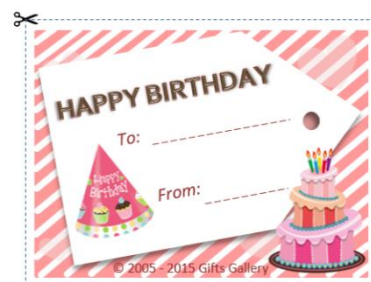 HAPPY BIRTHDAY
To:
From:
Happy
Birthday
© 2005 - 2015 Gifts Gallery